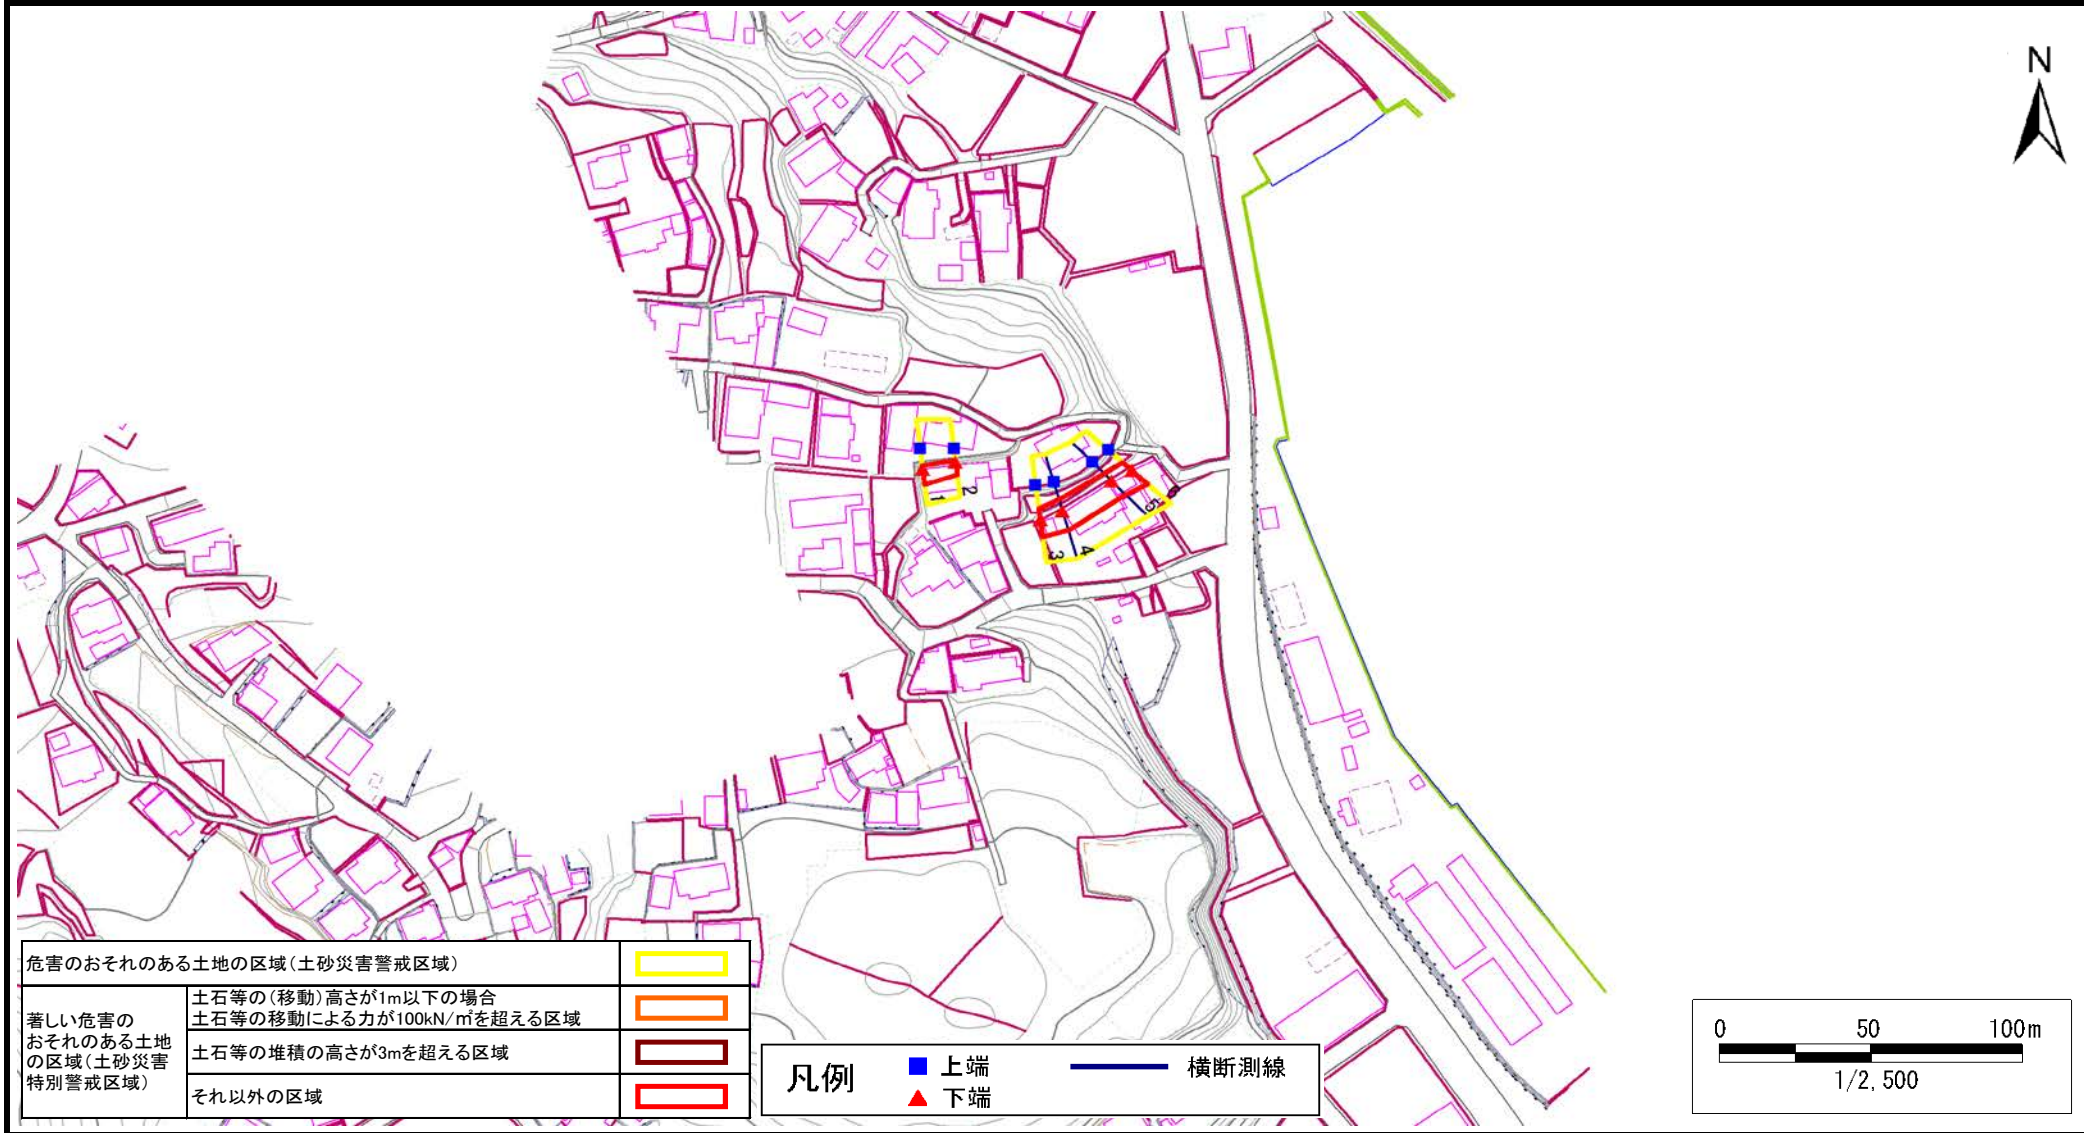 N
1
2
3
4
5
6
危害のおそれのある土地の区域(土砂災害警戒区域)
著しい危害の
おそれのある土地
の区域(土砂災害
特別警戒区域)
土石等の(移動)高さが1m以下の場合
土石等の移動による力が100kN/㎡を超える区域
土石等の堆積の高さが3mを超える区域
それ以外の区域
凡例
上端
下端
横断測線
0 50 100m
1/2,500